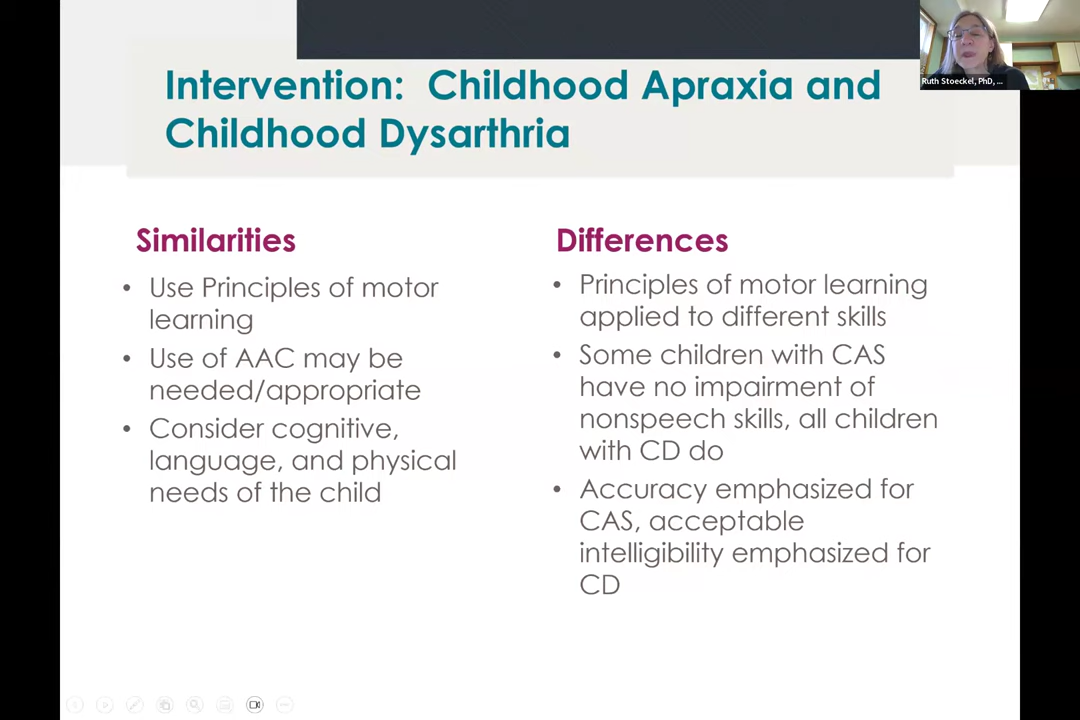 Intervention: Childhood Apraxia and
Childhood Dysarthria
Ruth Stoeckel, PhD, ...
Similarities
• Use Principles of motor
learning
• Use of AAC may be
needed/appropriate
• Consider cognitive,
language, and physical
needs of the child
Differences
• Principles of motor learning
applied to different skills
• Some children with CAS
have no impairment of
nonspeech skills, all children
with CD do
• Accuracy emphasized for
CAS, acceptable
intelligibility emphasized for
CD